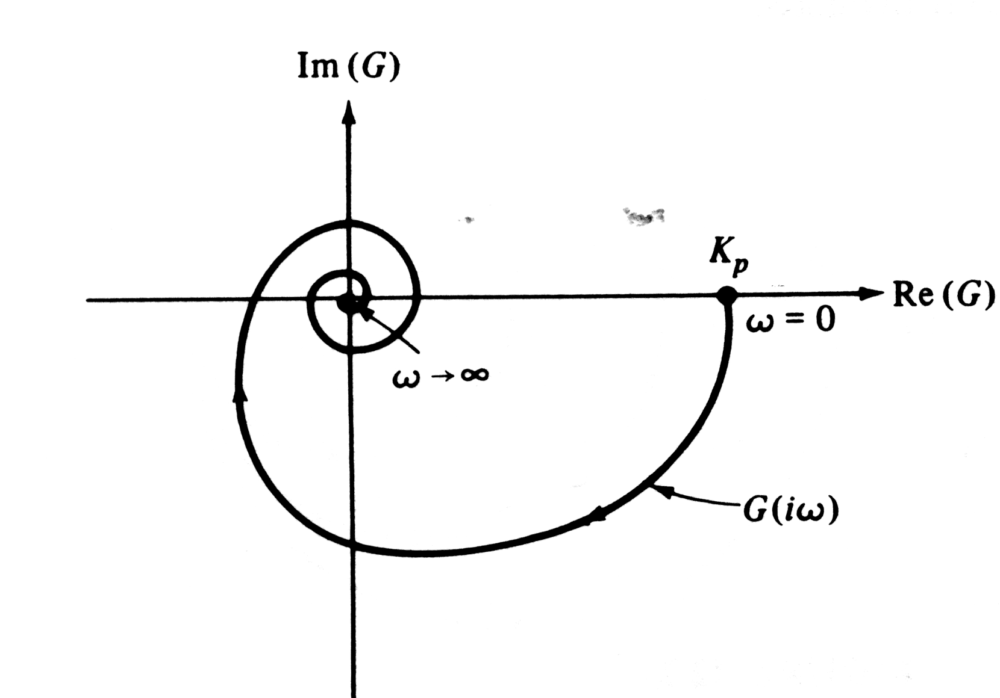 Im (G)
K_p
Re (G)
ω = 0
ω → ∞
G(iω)